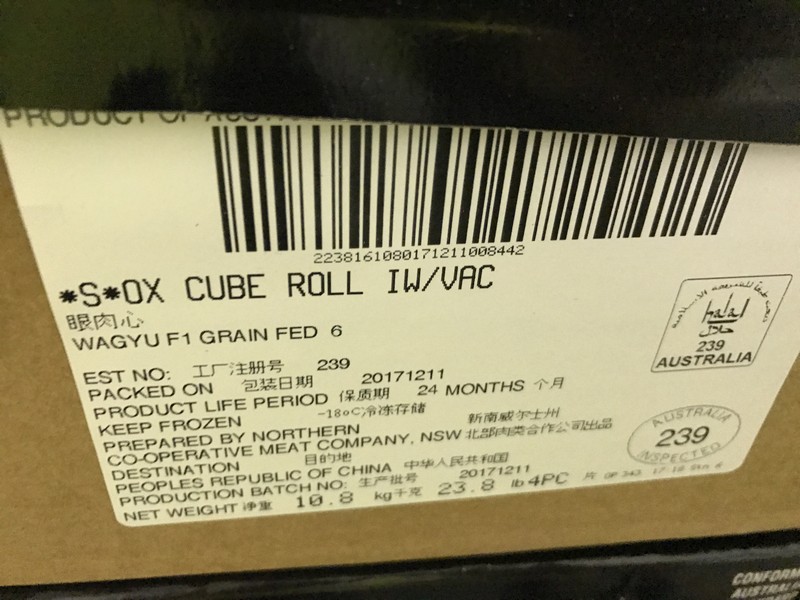 PRODUCT OF
2238161080171211008442
*S*OX CUBE ROLL IW/VAC
眼肉心
WAGYU F1 GRAIN FED 6
halal
حلال
239
AUSTRALIA
EST NO: 工厂注册号 239
PACKED ON 包装日期 20171211
PRODUCT LIFE PERIOD 保质期 24 MONTHS 个月
KEEP FROZEN -18oC冷冻存储
PREPARED BY NORTHERN 新南威尔士州
CO-OPERATIVE MEAT COMPANY, NSW 北部肉类合作公司出品
DESTINATION 目的地
PEOPLES REPUBLIC OF CHINA 中华人民共和国
PRODUCTION BATCH NO: 生产批号 20171211
NET WEIGHT 净重 10.8 kg千克 23.8 lb 4PC 片
AUSTRALIA
239
INSPECTED
CONFORM
AUSTRAL